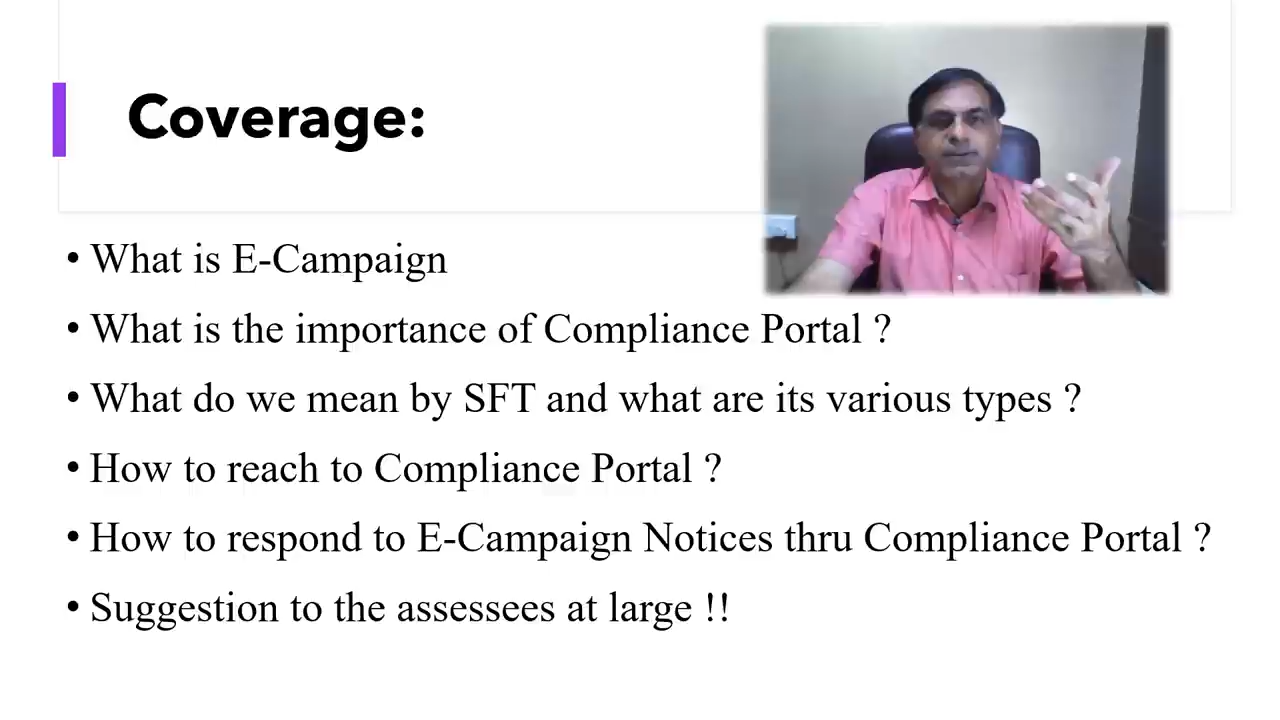 Coverage:
• What is E-Campaign
• What is the importance of Compliance Portal ?
• What do we mean by SFT and what are its various types ?
• How to reach to Compliance Portal ?
• How to respond to E-Campaign Notices thru Compliance Portal ?
• Suggestion to the assessees at large !!